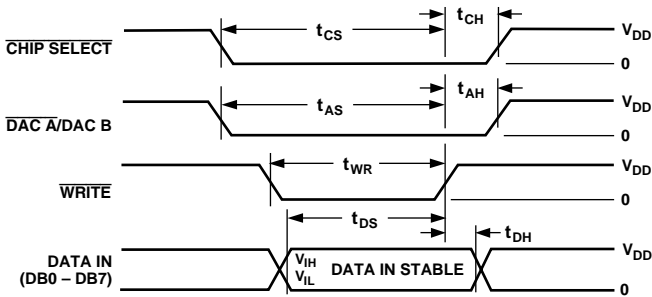 CHIP SELECT
tCS
tCH
VDD
0
DAC A/DAC B
tAS
tAH
VDD
0
WRITE
tWR
VDD
0
tDS
tDH
DATA IN
(DB0 – DB7)
VIH
VIL
DATA IN STABLE
VDD
0